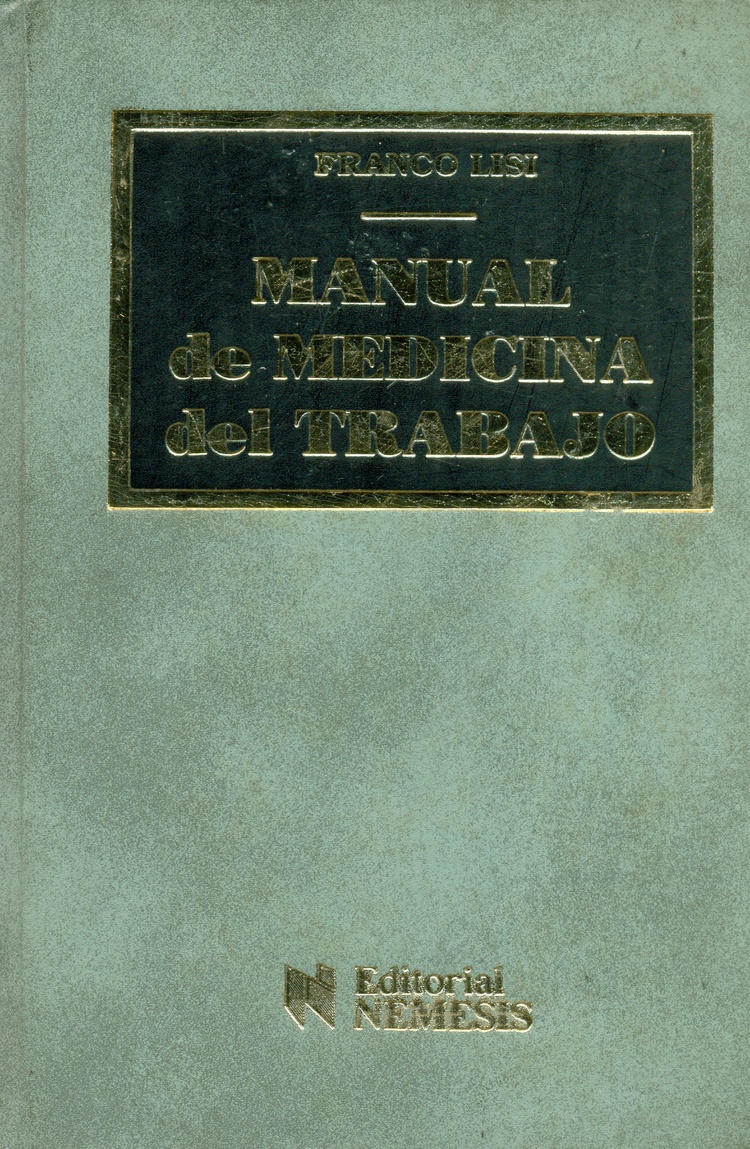 FRANCO LISI
MANUAL
de MEDICINA
del TRABAJO
Editorial
NEMESIS